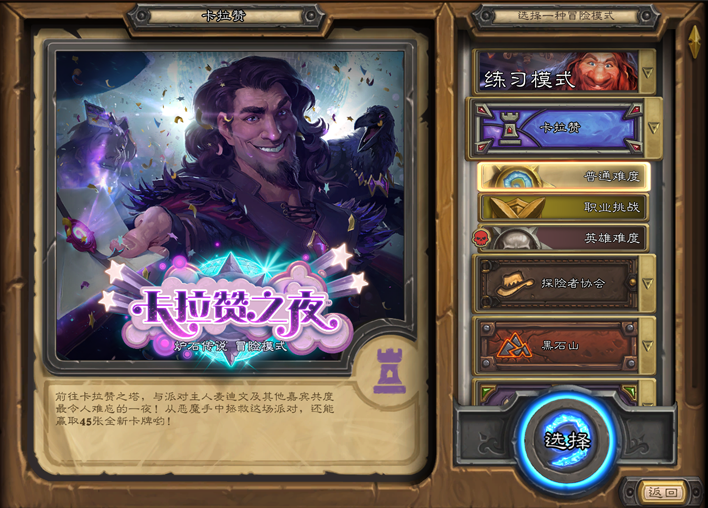 卡拉赞
选择一种冒险模式
卡拉赞之夜
炉石传说 冒险模式
前往卡拉赞之塔，与派对主人麦迪文及其他嘉宾共度
最令人难忘的一夜！从恶魔手中拯救这场派对，还能
赢取45张全新卡牌哟！
练习模式
卡拉赞
普通难度
职业挑战
英雄难度
探险者协会
黑石山
选择
返回